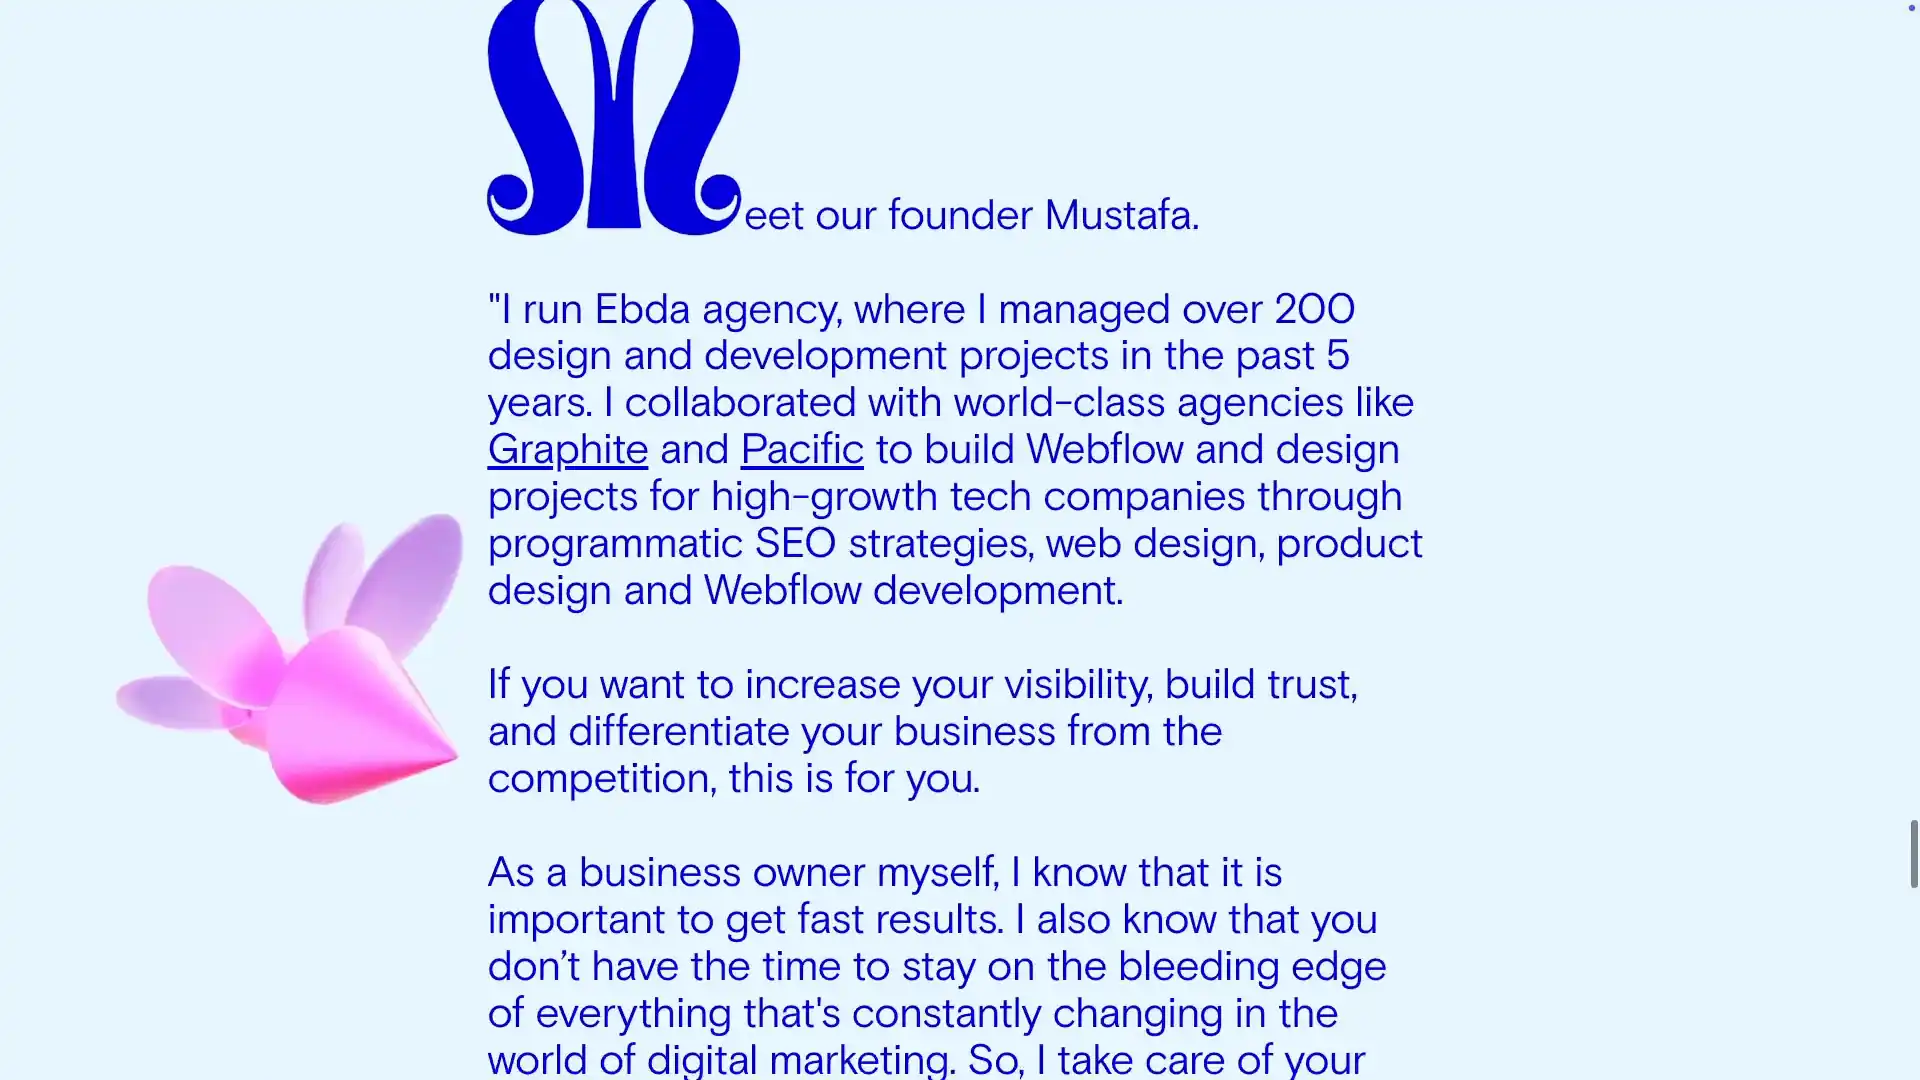 Meet our founder Mustafa.
"I run Ebda agency, where I managed over 200
design and development projects in the past 5
years. I collaborated with world-class agencies like
Graphite and Pacific to build Webflow and design
projects for high-growth tech companies through
programmatic SEO strategies, web design, product
design and Webflow development.
If you want to increase your visibility, build trust,
and differentiate your business from the
competition, this is for you.
As a business owner myself, I know that it is
important to get fast results. I also know that you
don’t have the time to stay on the bleeding edge
of everything that's constantly changing in the
world of digital marketing. So, I take care of your